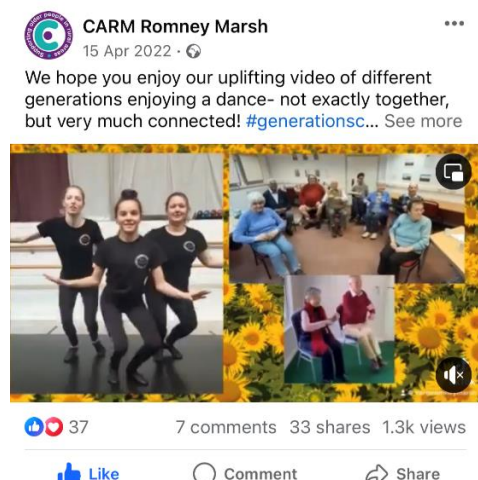 CARM Romney Marsh
15 Apr 2022 ·
We hope you enjoy our uplifting video of different
generations enjoying a dance- not exactly together,
but very much connected! #generationsc... See more
37 7 comments 33 shares 1.3k views
Like Comment Share